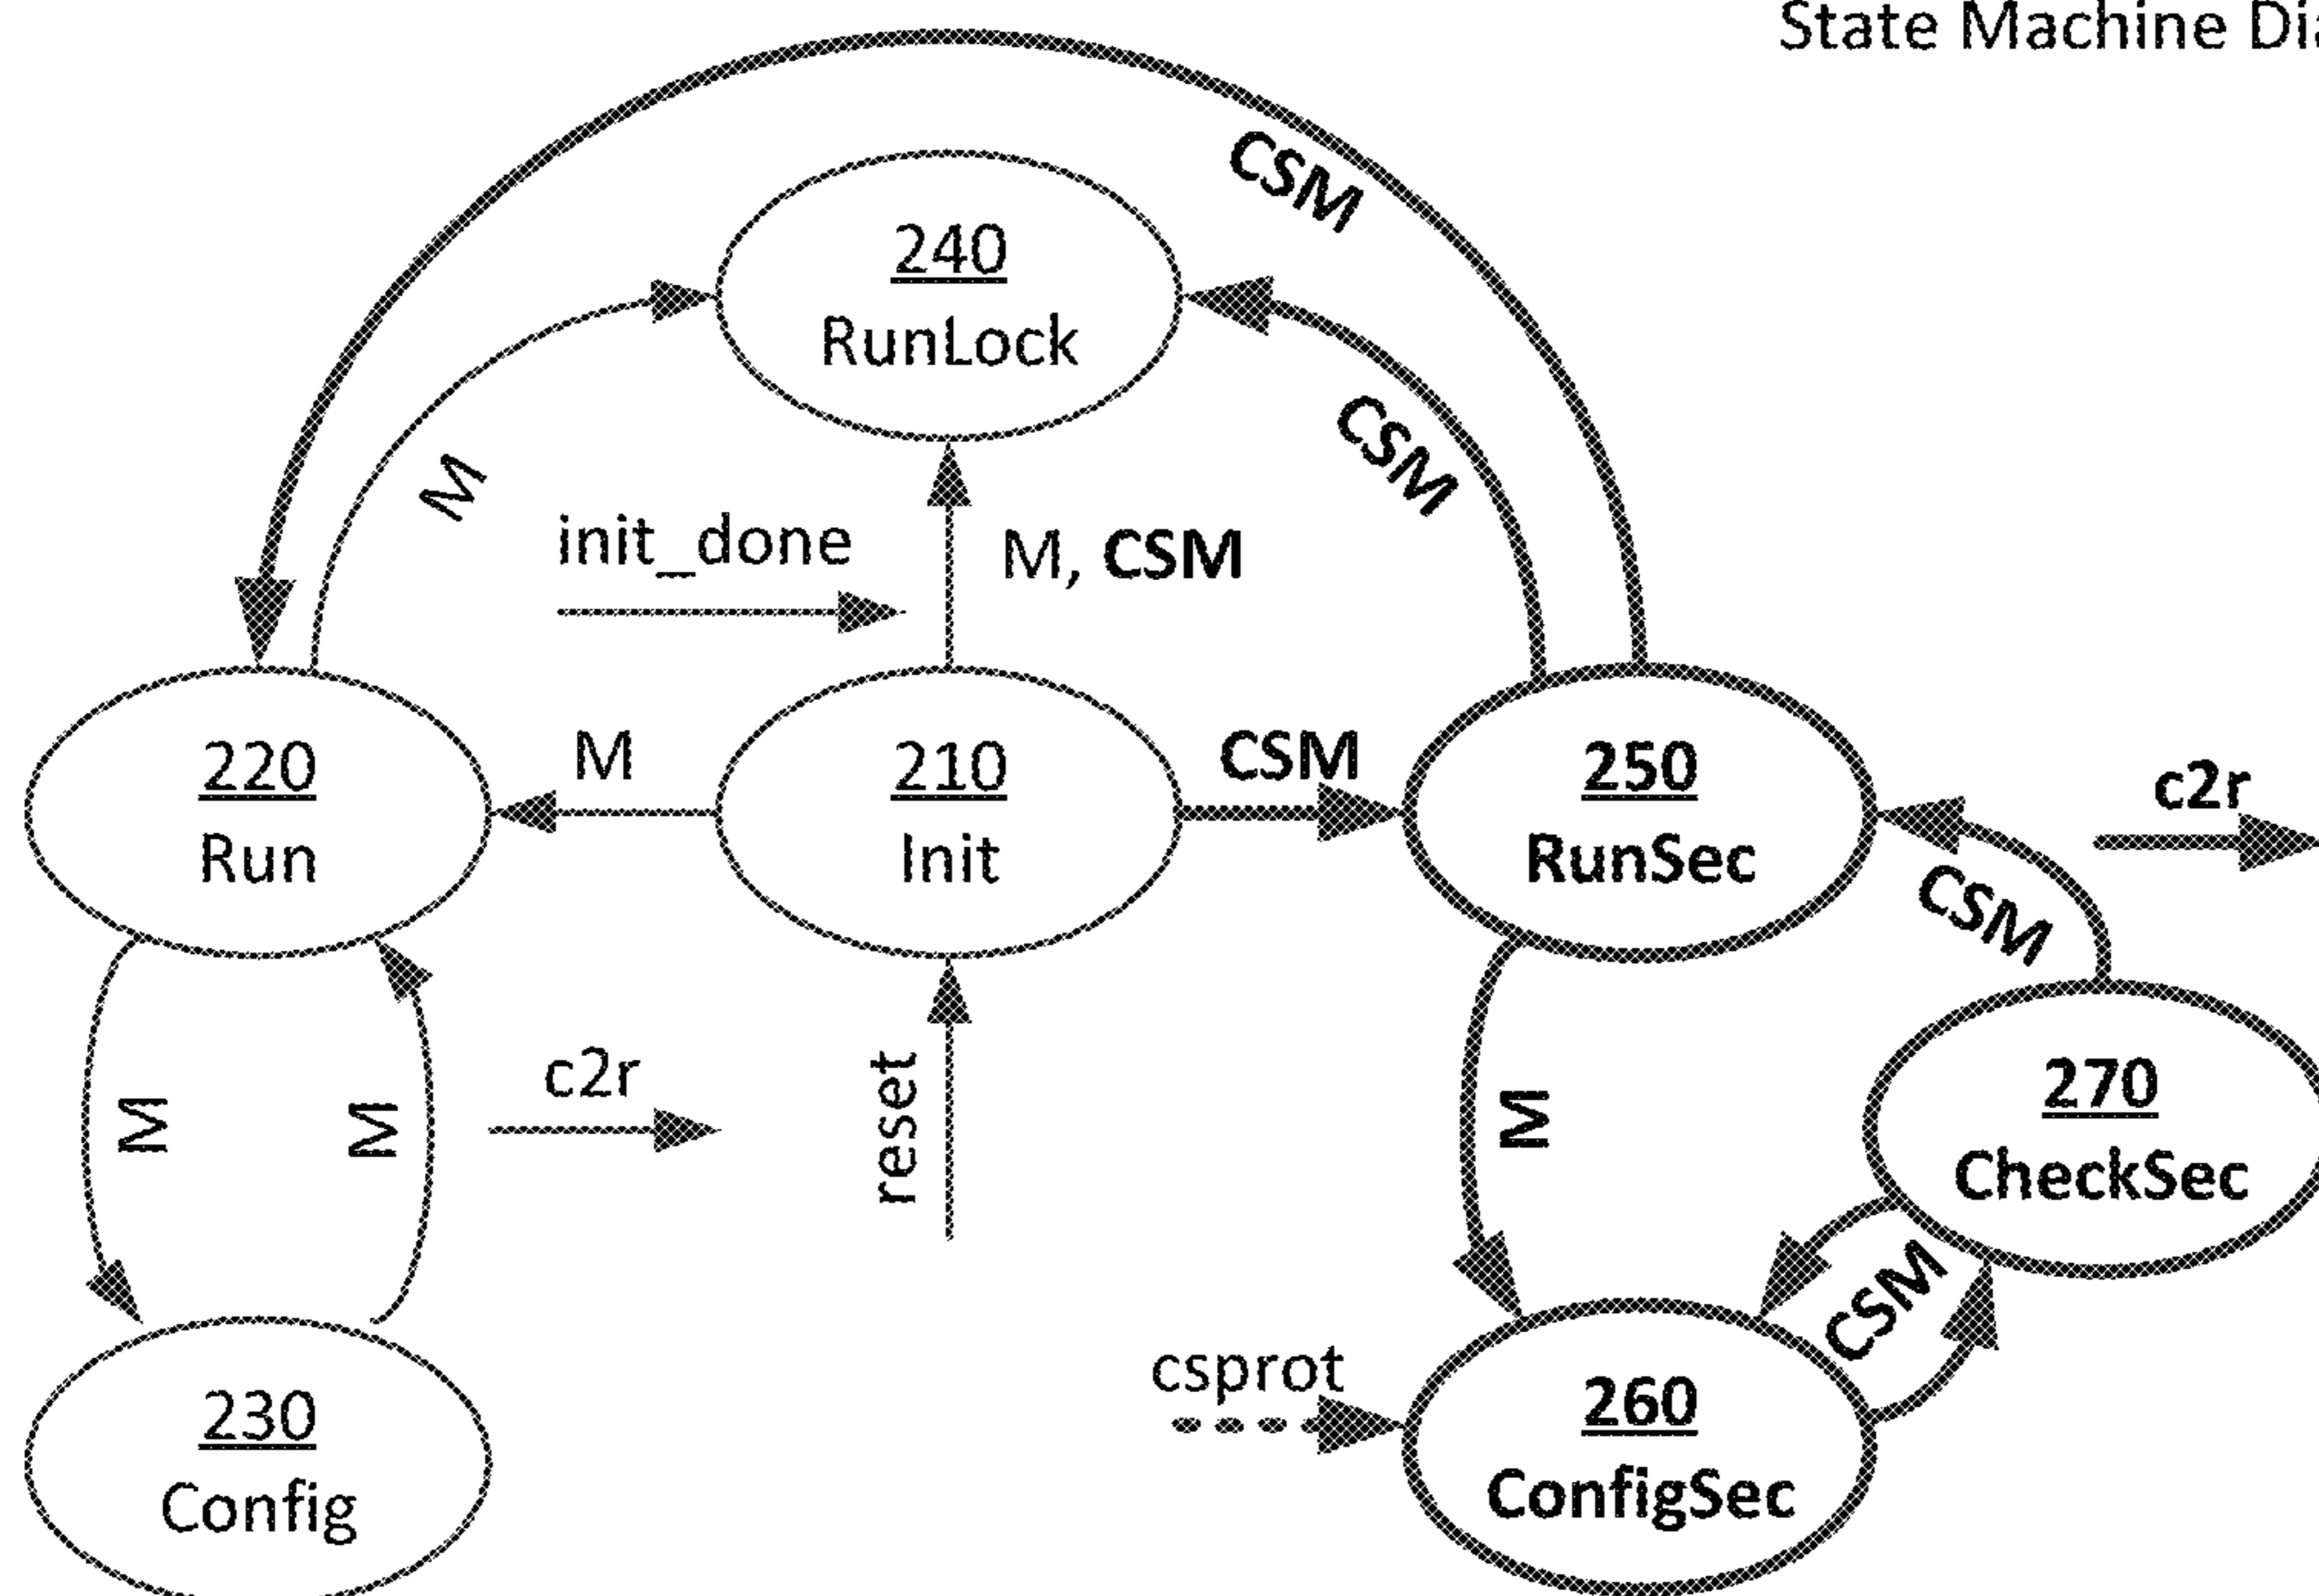 State Machine Dia
CSM
240
RunLock
CSM
M
init_done
M, CSM
220
Run
M
210
Init
CSM
250
RunSec
c2r
CSM
M
M
c2r
reset
M
270
CheckSec
CSM
csprot
230
Config
260
ConfigSec